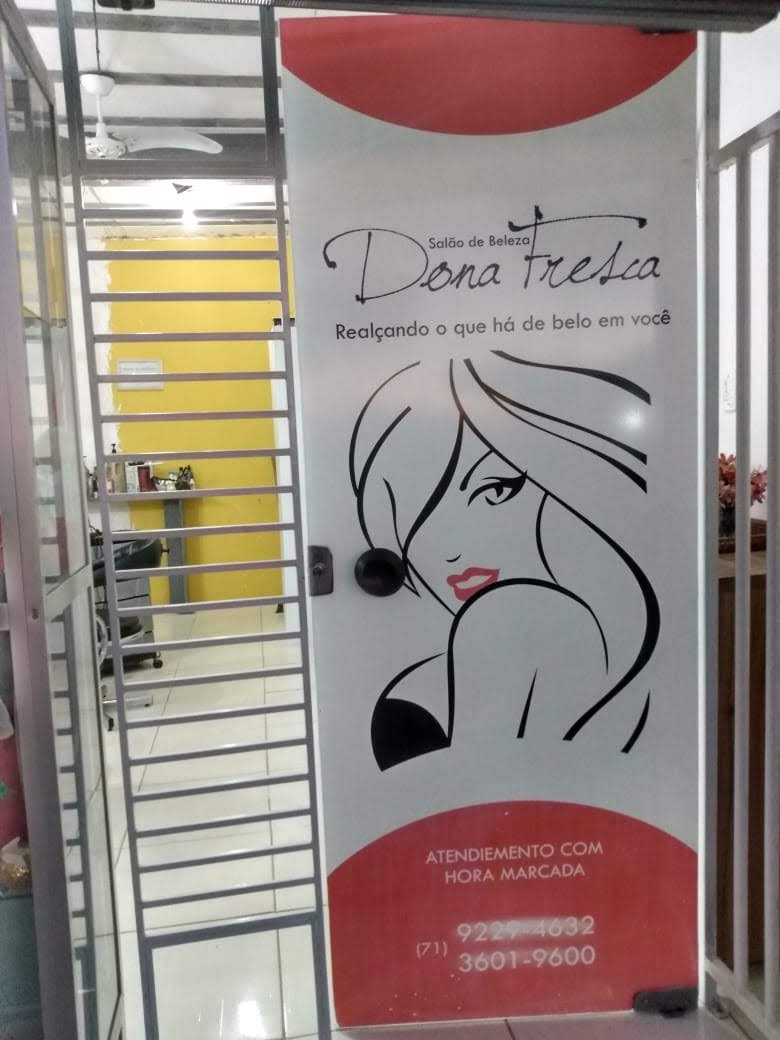 Salão de Beleza
Dona Fresca
Realçando o que há de belo em você
ATENDIEMENTO COM
HORA MARCADA
(71) 9229-4632
3601-9600